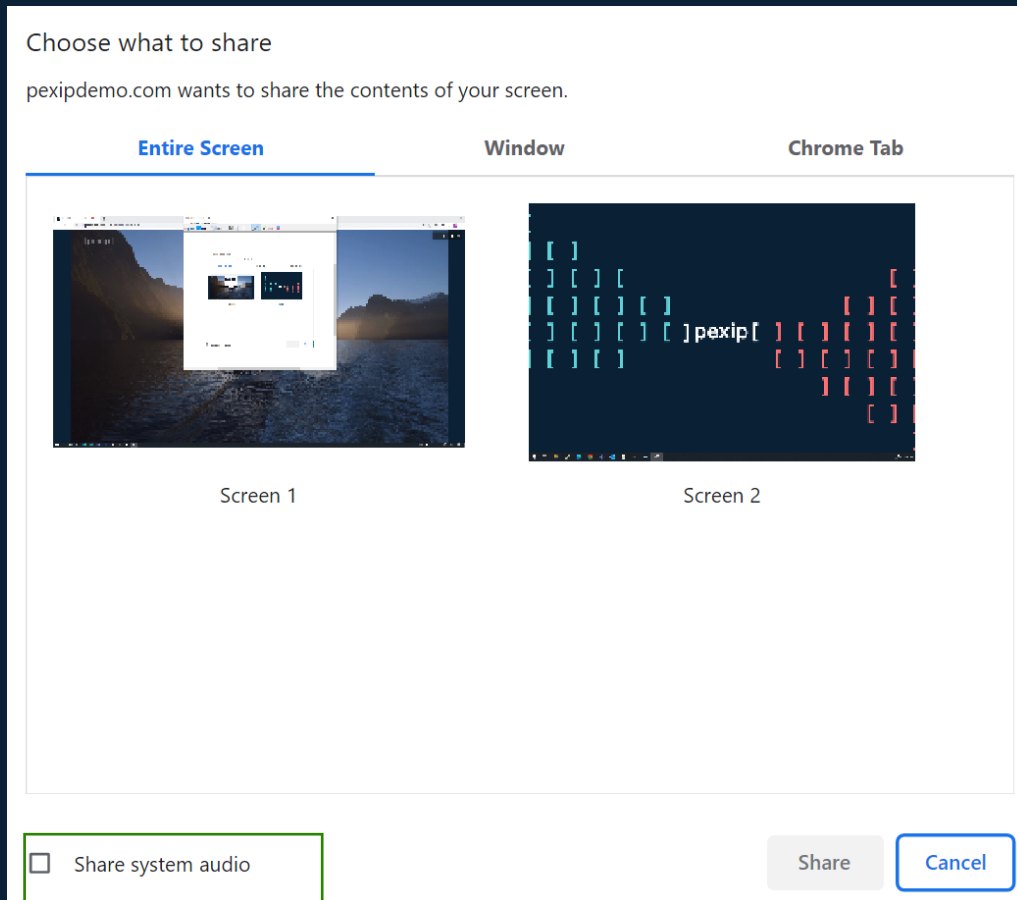 Choose what to share
pexipdemo.com wants to share the contents of your screen.
Entire Screen Window Chrome Tab
]pexip[
Screen 1 Screen 2
Share system audio Share Cancel